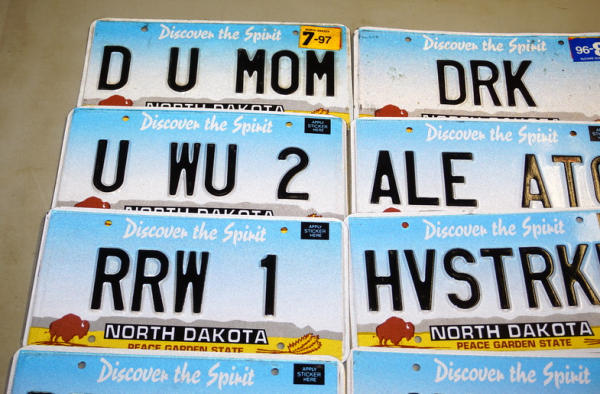 Discover the Spirit
NORTH DAKOTA
7-97
D U MOM
NORTH DAKOTA
Discover the Spirit
96-
DRK
Discover the Spirit
APPLY STICKER HERE
U WU 2
Discover the Spirit
ALE
Discover the Spirit
APPLY STICKER HERE
RRW 1
NORTH DAKOTA
PEACE GARDEN STATE
Discover the Spirit
HVSTRK
NORTH DAKOTA
PEACE GARDEN STATE
Discover the Spirit
APPLY STICKER HERE
Discover the Spirit